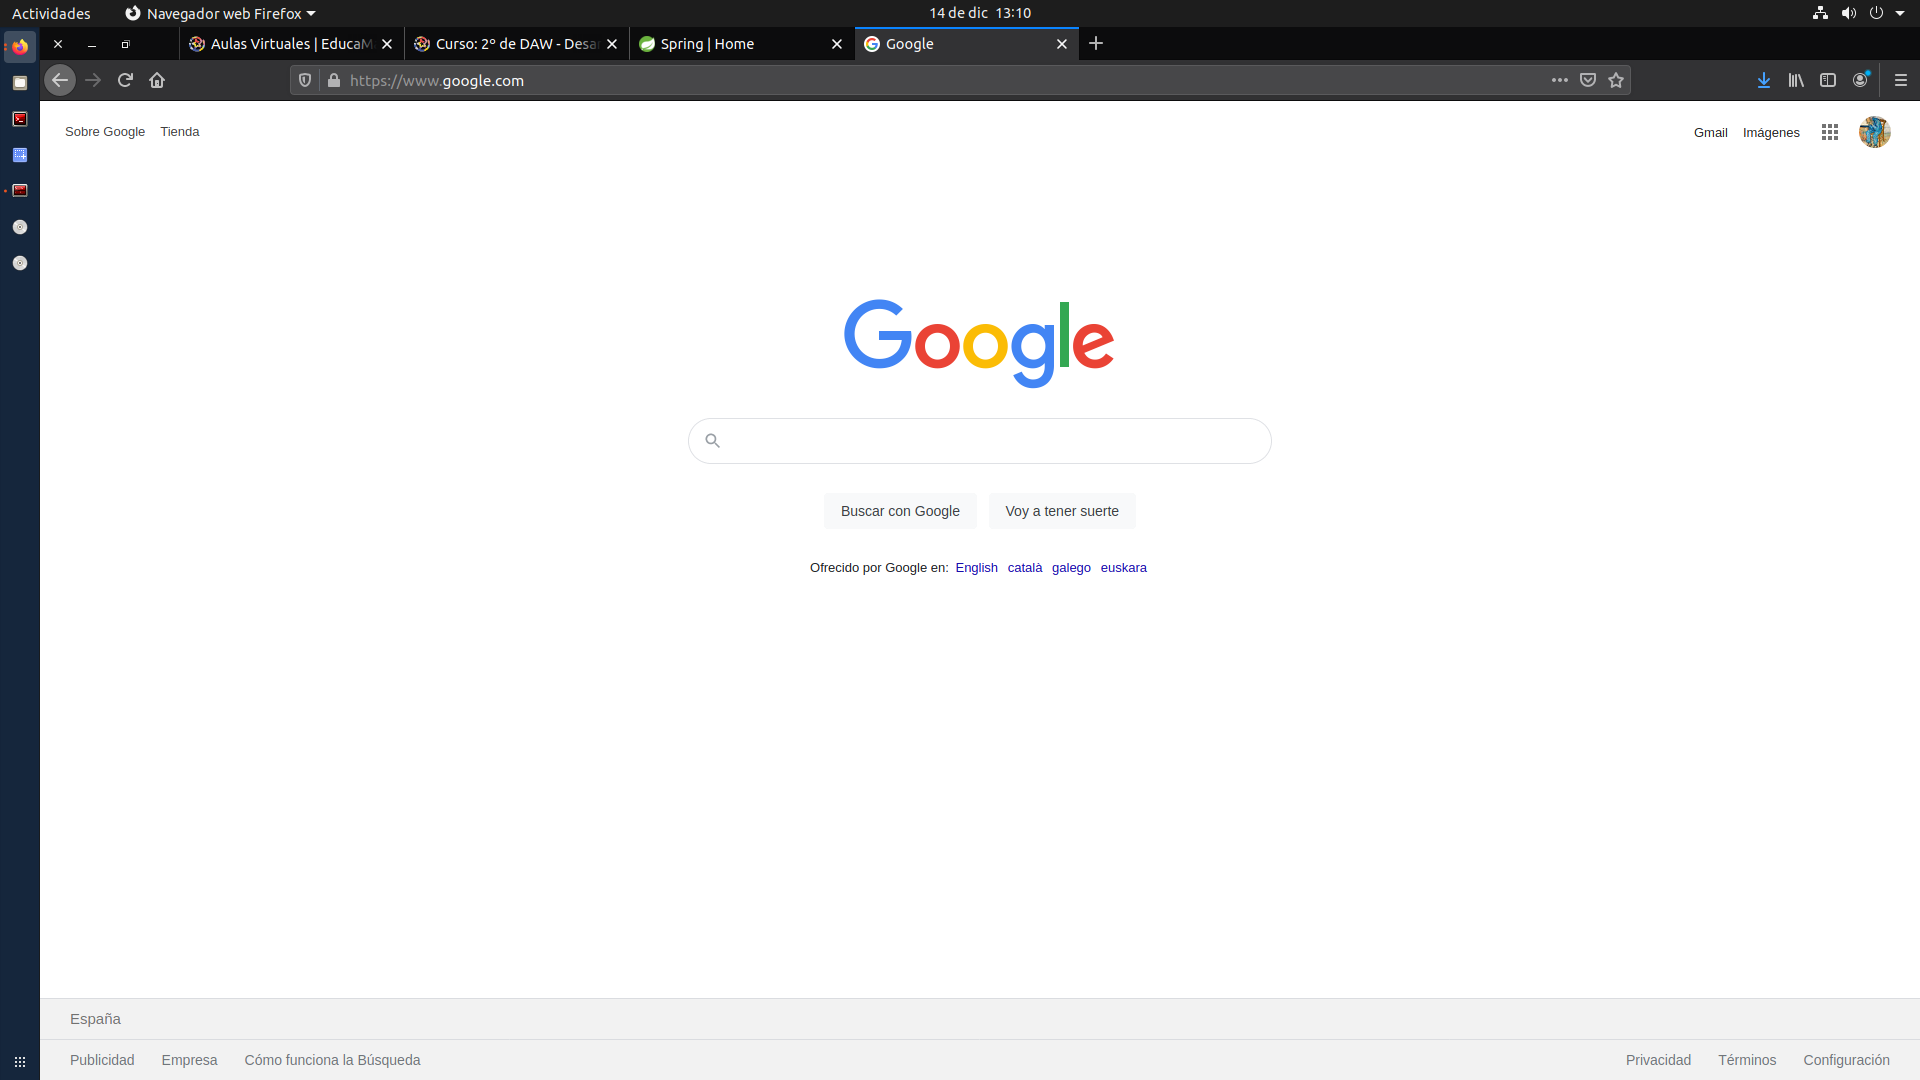 Actividades Navegador web Firefox 14 de dic 13:10
Aulas Virtuales | EducaM Curso: 2º de DAW - Desar Spring | Home Google
https://www.google.com
Sobre Google Tienda Gmail Imágenes
Google
Buscar con Google Voy a tener suerte
Ofrecido por Google en: English català galego euskara
España
Publicidad Empresa Cómo funciona la Búsqueda Privacidad Términos Configuración